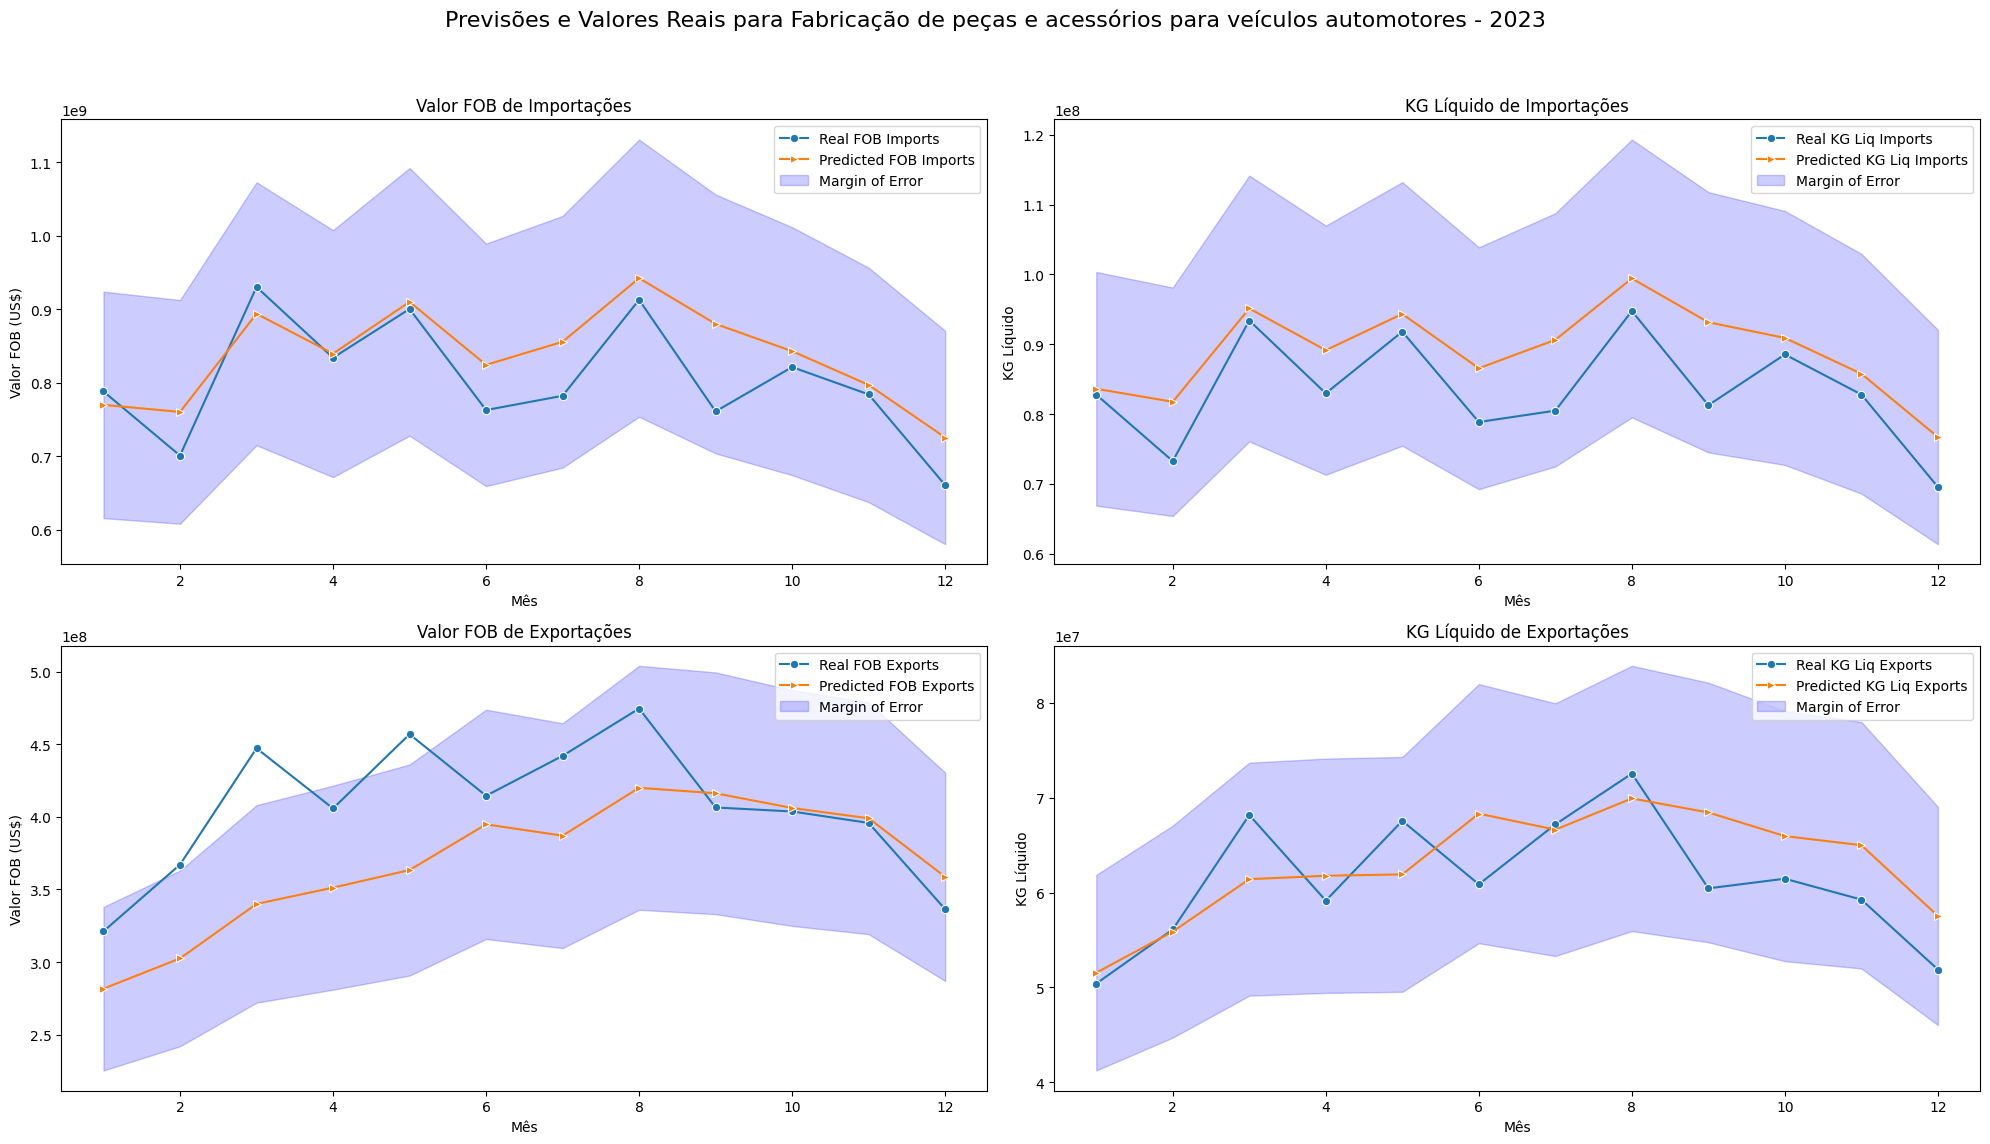 Previsões e Valores Reais para Fabricação de peças e acessórios para veículos automotores - 2023
Valor FOB de Importações
1e9
Valor FOB (US$)
1.1
1.0
0.9
0.8
0.7
0.6
Real FOB Imports
Predicted FOB Imports
Margin of Error
2 4 6 8 10 12
Mês
KG Líquido de Importações
1e8
KG Líquido
1.2
1.1
1.0
0.9
0.8
0.7
0.6
Real KG Liq Imports
Predicted KG Liq Imports
Margin of Error
2 4 6 8 10 12
Mês
Valor FOB de Exportações
1e8
Valor FOB (US$)
5.0
4.5
4.0
3.5
3.0
2.5
Real FOB Exports
Predicted FOB Exports
Margin of Error
2 4 6 8 10 12
Mês
KG Líquido de Exportações
1e7
KG Líquido
8
7
6
5
4
Real KG Liq Exports
Predicted KG Liq Exports
Margin of Error
2 4 6 8 10 12
Mês